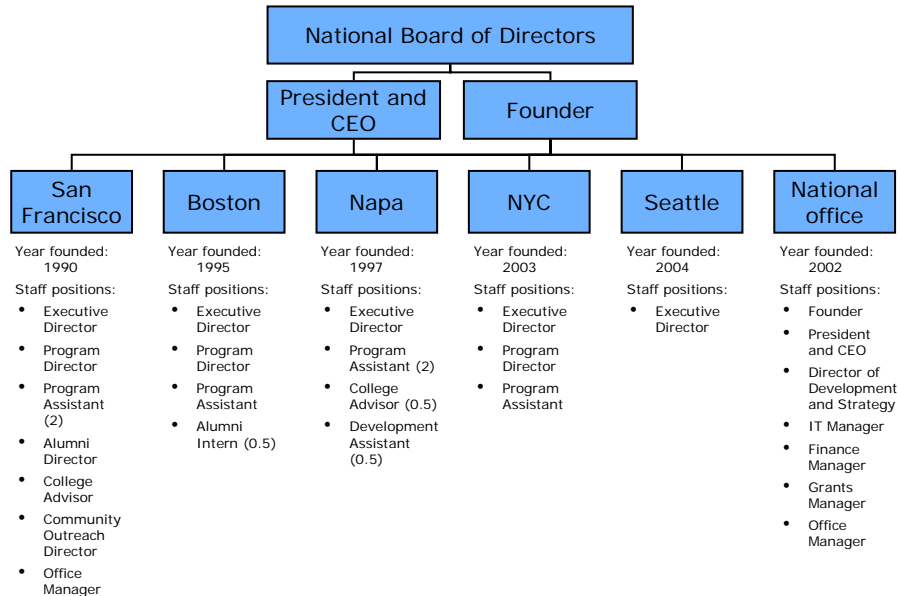 National Board of Directors
President and
CEO
Founder
San
Francisco
Year founded:
1990
Staff positions:
• Executive
Director
• Program
Director
• Program
Assistant
(2)
• Alumni
Director
• College
Advisor
• Community
Outreach
Director
• Office
Manager
Boston
Year founded:
1995
Staff positions:
• Executive
Director
• Program
Director
• Program
Assistant
• Alumni
Intern (0.5)
Napa
Year founded:
1997
Staff positions:
• Executive
Director
• Program
Assistant (2)
• College
Advisor (0.5)
• Development
Assistant
(0.5)
NYC
Year founded:
2003
Staff positions:
• Executive
Director
• Program
Director
• Program
Assistant
Seattle
Year founded:
2004
Staff positions:
• Executive
Director
National
office
Year founded:
2002
Staff positions:
• Founder
• President
and CEO
• Director of
Development
and Strategy
• IT Manager
• Finance
Manager
• Grants
Manager
• Office
Manager